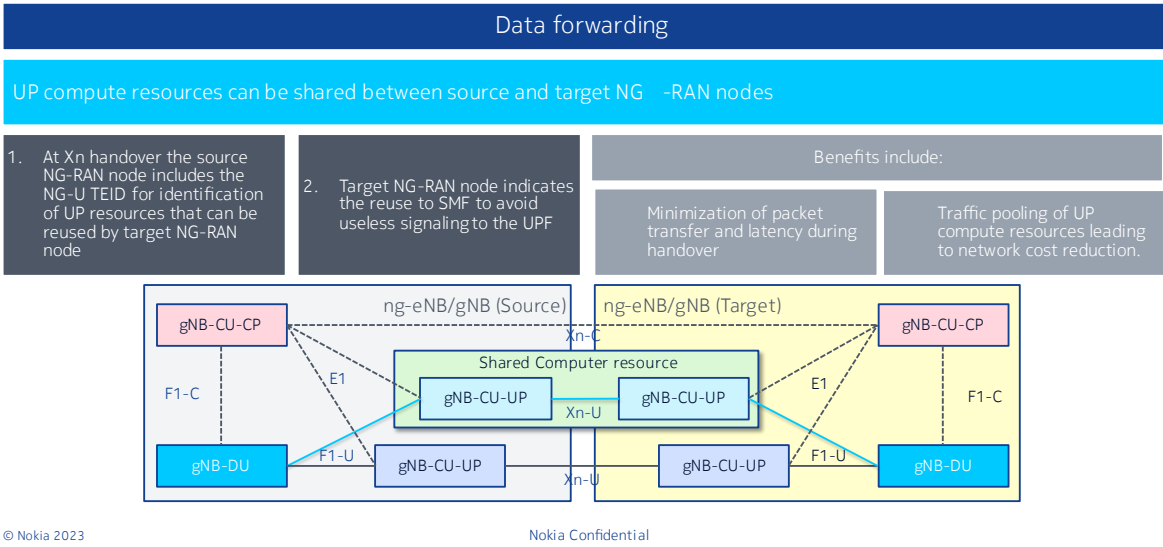 Data forwarding
UP compute resources can be shared between source and target NG -RAN nodes
1. At Xn handover the source
NG-RAN node includes the
NG-U TEID for identification
of UP resources that can be
reused by target NG-RAN
node
2. Target NG-RAN node indicates
the reuse to SMF to avoid
useless signaling to the UPF
Benefits include:
Minimization of packet
transfer and latency during
handover
Traffic pooling of UP
compute resources leading
to network cost reduction.
ng-eNB/gNB (Source)
ng-eNB/gNB (Target)
gNB-CU-CP
gNB-CU-CP
Xn-C
Shared Computer resource
E1
E1
F1-C
F1-C
gNB-CU-UP
gNB-CU-UP
Xn-U
F1-U
F1-U
gNB-DU
gNB-CU-UP
gNB-CU-UP
gNB-DU
Xn-U
© Nokia 2023
Nokia Confidential